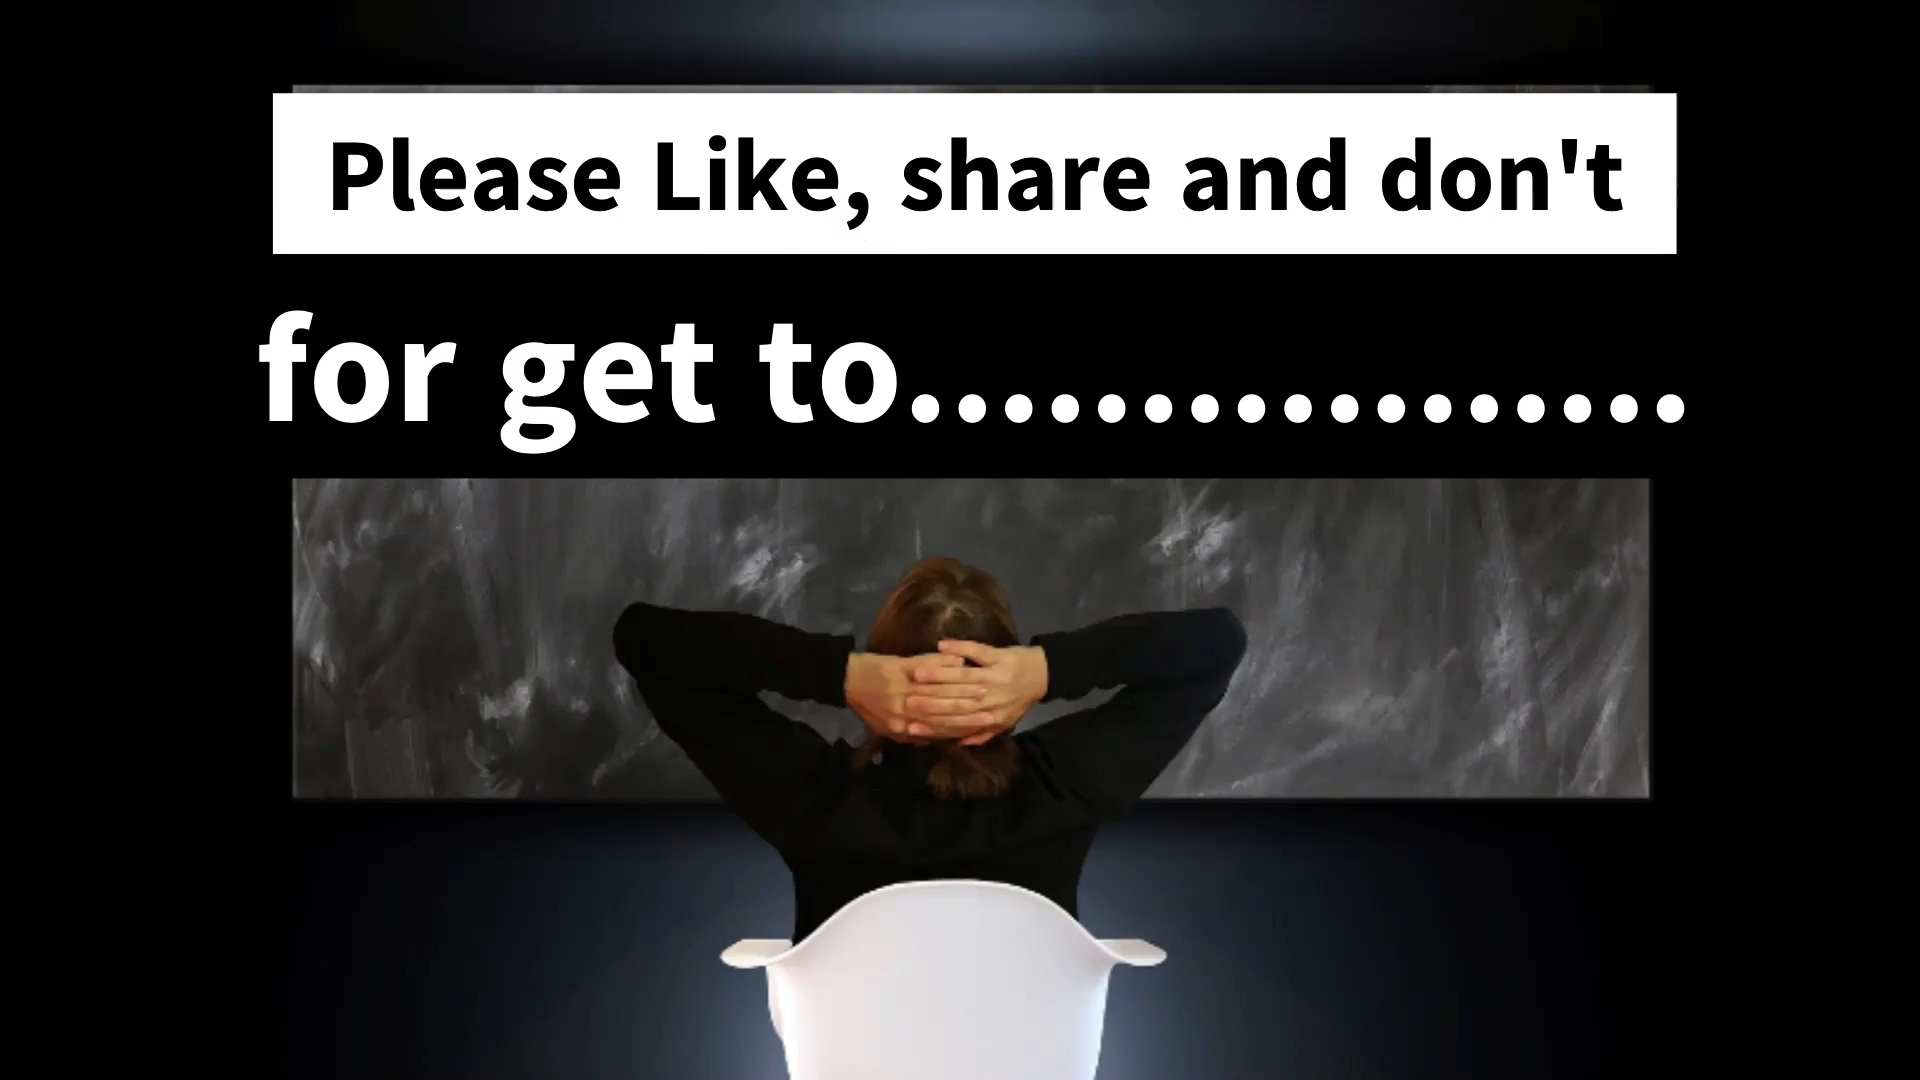 Please Like, share and don't
for get to.................